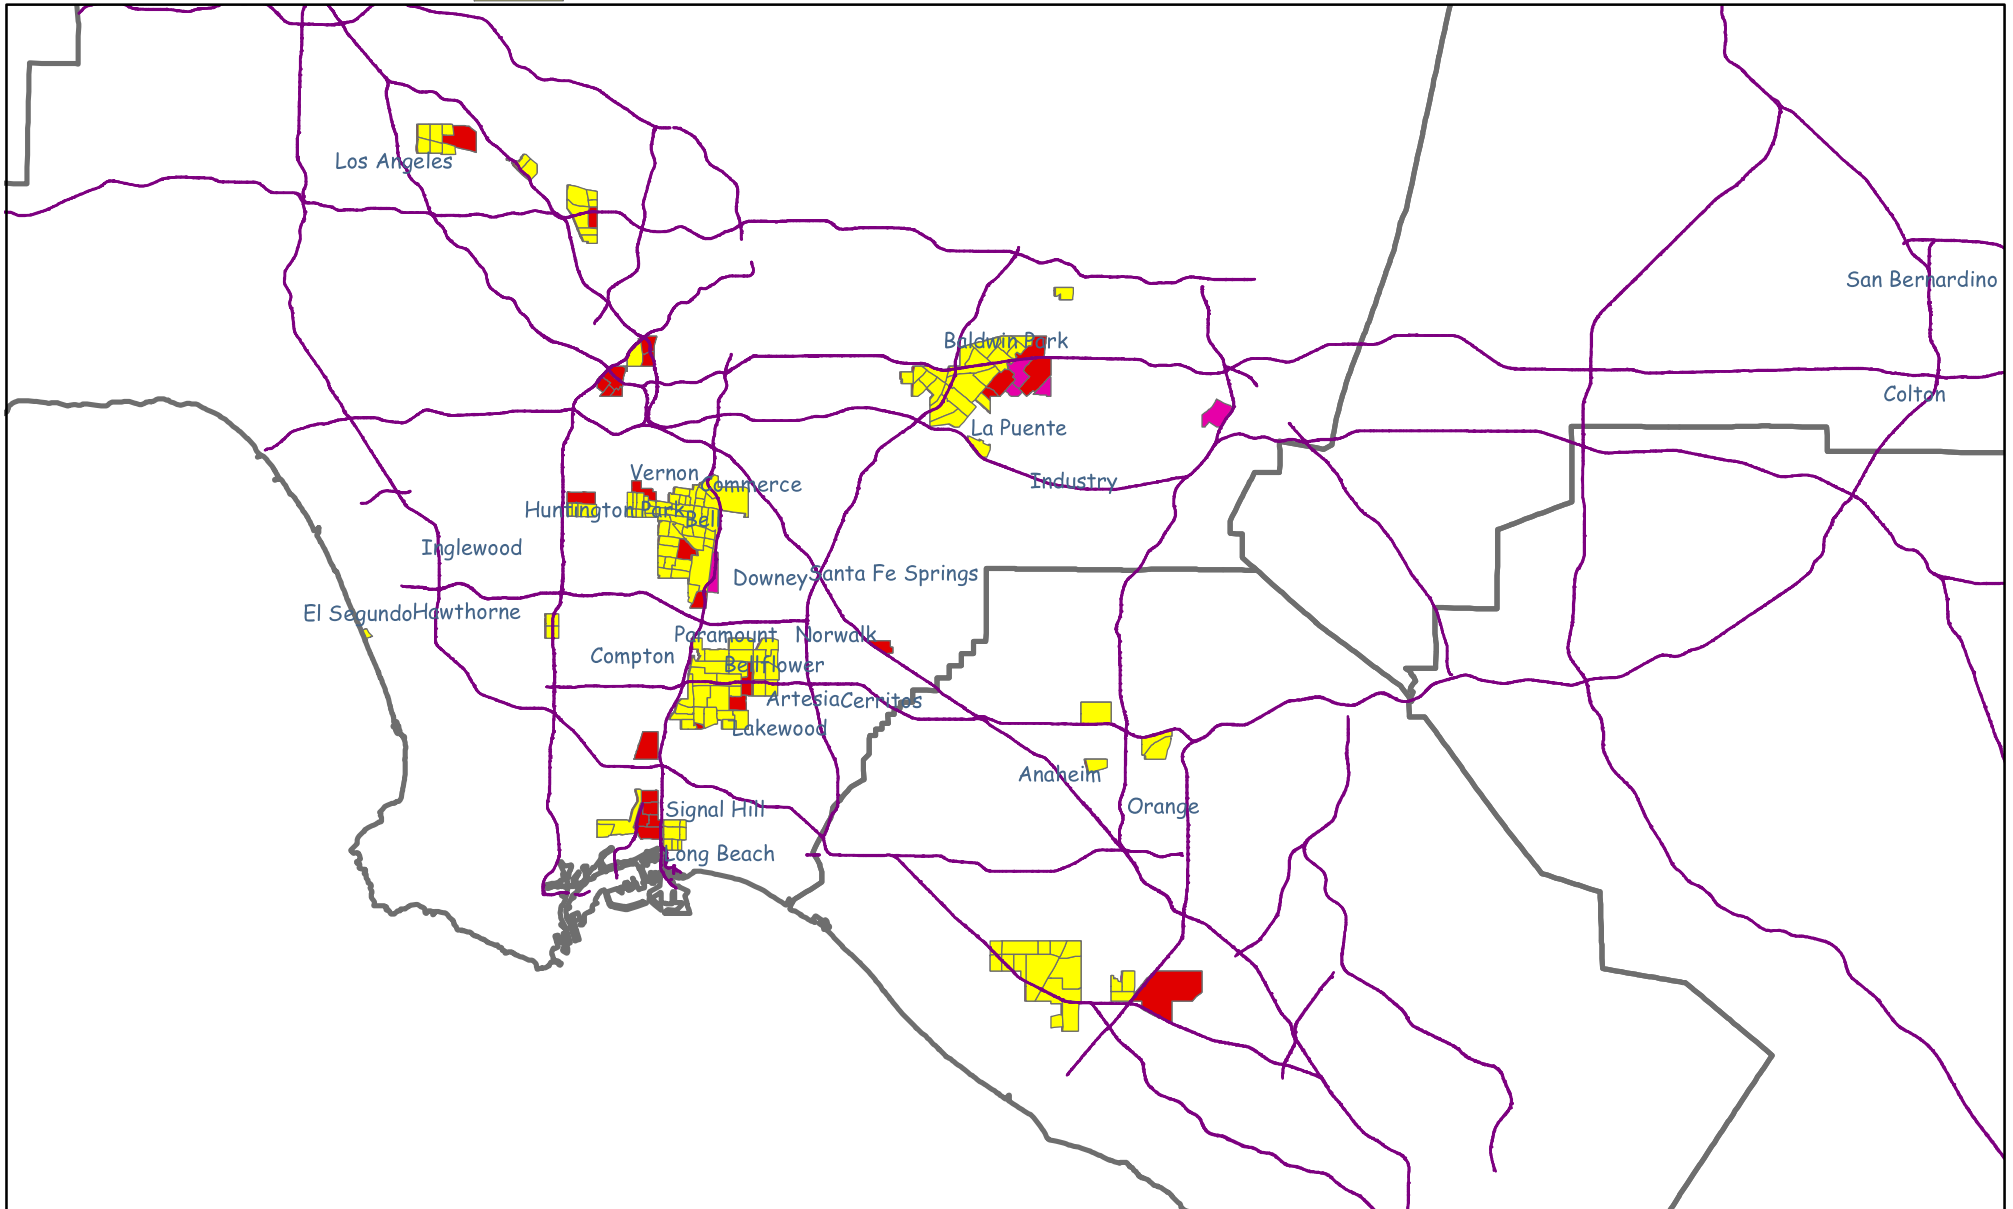 Los Angeles
San Bernardino
Baldwin Park
Colton
La Puente
Vernon
Commerce
Industry
Huntington Park
Bell
Inglewood
Downey
Santa Fe Springs
El Segundo
Hawthorne
Paramount
Norwalk
Compton
Bellflower
Artesia
Cerritos
Lakewood
Anaheim
Orange
Signal Hill
Long Beach